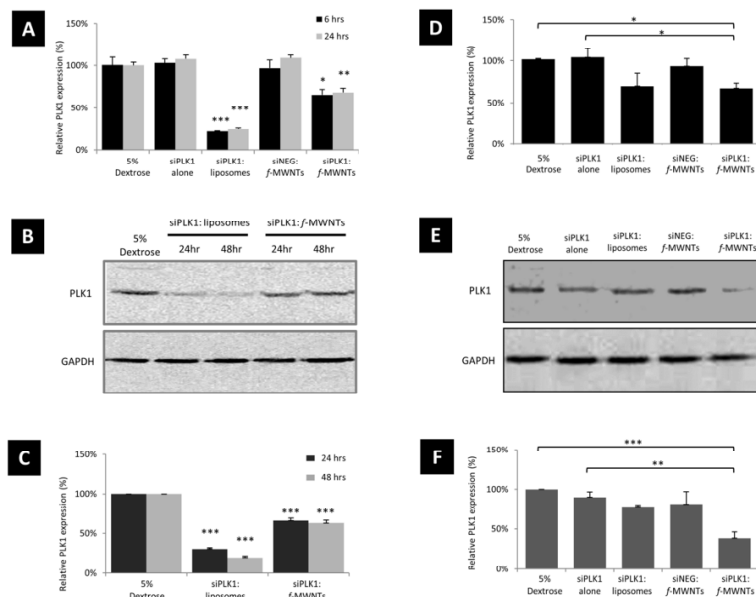 A
Relative PLK1 expression (%)
150%
100%
50%
0%
6 hrs
24 hrs
***
***
*
**
5%
Dextrose
siPLK1
alone
siPLK1:
liposomes
siNEG:
f-MWNTs
siPLK1:
f-MWNTs
B
5%
Dextrose
siPLK1:liposomes
24hr
48hr
siPLK1:f-MWNTs
24hr
48hr
PLK1
GAPDH
C
Relative PLK1 expression (%)
150%
100%
50%
0%
24 hrs
48 hrs
***
***
***
***
5%
Dextrose
siPLK1:
liposomes
siPLK1:
f-MWNTs
D
Relative PLK1 expression (%)
150%
100%
50%
0%
*
*
5%
Dextrose
siPLK1
alone
siPLK1:
liposomes
siNEG:
f-MWNTs
siPLK1:
f-MWNTs
E
5%
Dextrose
siPLK1
alone
siPLK1:
liposomes
siNEG:
f-MWNTs
siPLK1:
f-MWNTs
PLK1
GAPDH
F
Relative PLK1 expression (%)
150%
100%
50%
0%
***
**
5%
Dextrose
siPLK1
alone
siPLK1:
liposomes
siNEG:
f-MWNTs
siPLK1:
f-MWNTs